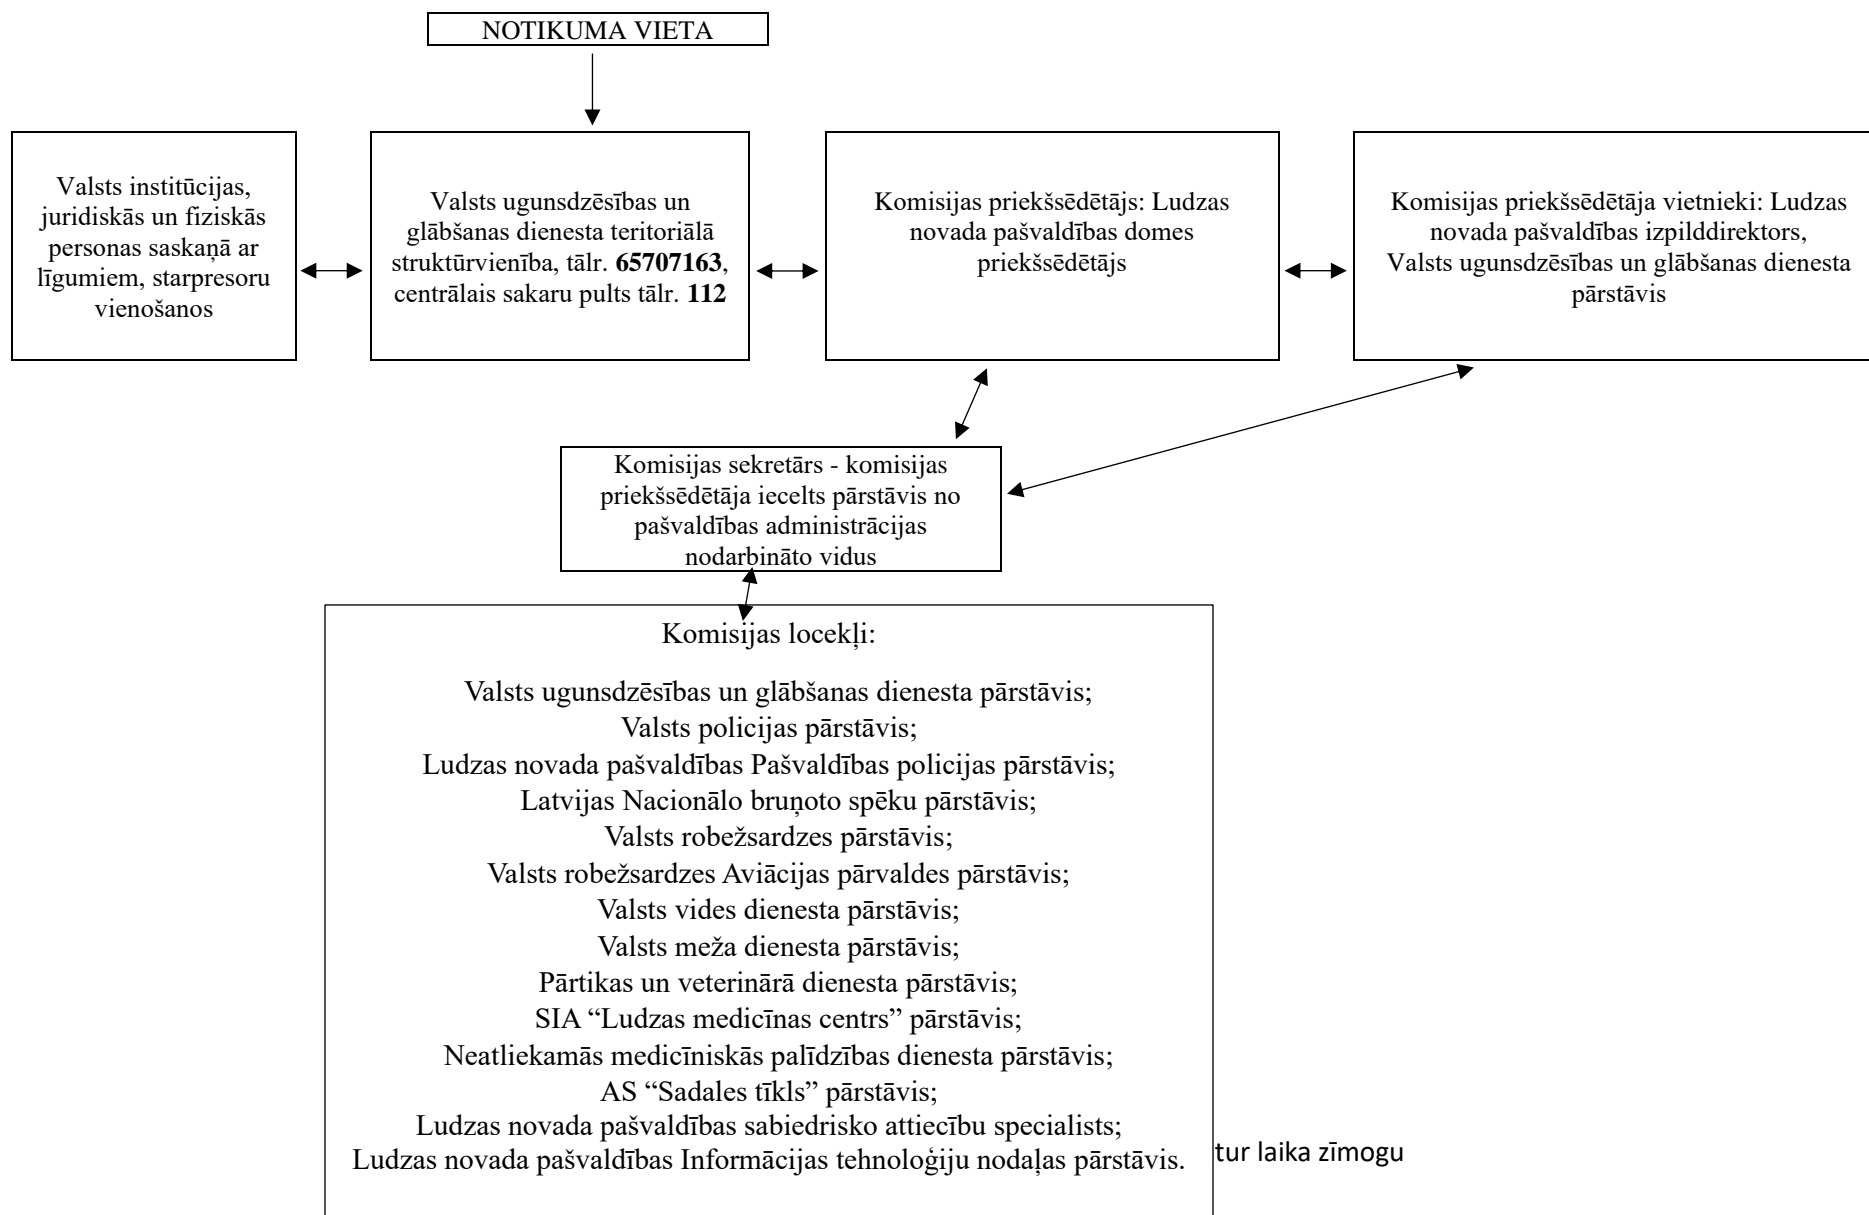 NOTIKUMA VIETA
Valsts institūcijas,
juridiskās un fiziskās
personas saskaņā ar
līgumiem, starpresoru
vienošanos
Valsts ugunsdzēsības un
glābšanas dienesta teritoriālā
struktūrvienība, tālr. 65707163,
centrālais sakaru pults tālr. 112
Komisijas priekšsēdētājs: Ludzas
novada pašvaldības domes
priekšsēdētājs
Komisijas priekšsēdētāja vietnieki: Ludzas
novada pašvaldības izpilddirektors,
Valsts ugunsdzēsības un glābšanas dienesta
pārstāvis
Komisijas sekretārs - komisijas
priekšsēdētāja iecelts pārstāvis no
pašvaldības administrācijas
nodarbināto vidus
Komisijas locekļi:
Valsts ugunsdzēsības un glābšanas dienesta pārstāvis;
Valsts policijas pārstāvis;
Ludzas novada pašvaldības Pašvaldības policijas pārstāvis;
Latvijas Nacionālo bruņoto spēku pārstāvis;
Valsts robežsardzes pārstāvis;
Valsts robežsardzes Aviācijas pārvaldes pārstāvis;
Valsts vides dienesta pārstāvis;
Valsts meža dienesta pārstāvis;
Pārtikas un veterinārā dienesta pārstāvis;
SIA “Ludzas medicīnas centrs” pārstāvis;
Neatliekamās medicīniskās palīdzības dienesta pārstāvis;
AS “Sadales tīkls” pārstāvis;
Ludzas novada pašvaldības sabiedrisko attiecību specialists;
Ludzas novada pašvaldības Informācijas tehnoloģiju nodaļas pārstāvis.
tur laika zīmogu